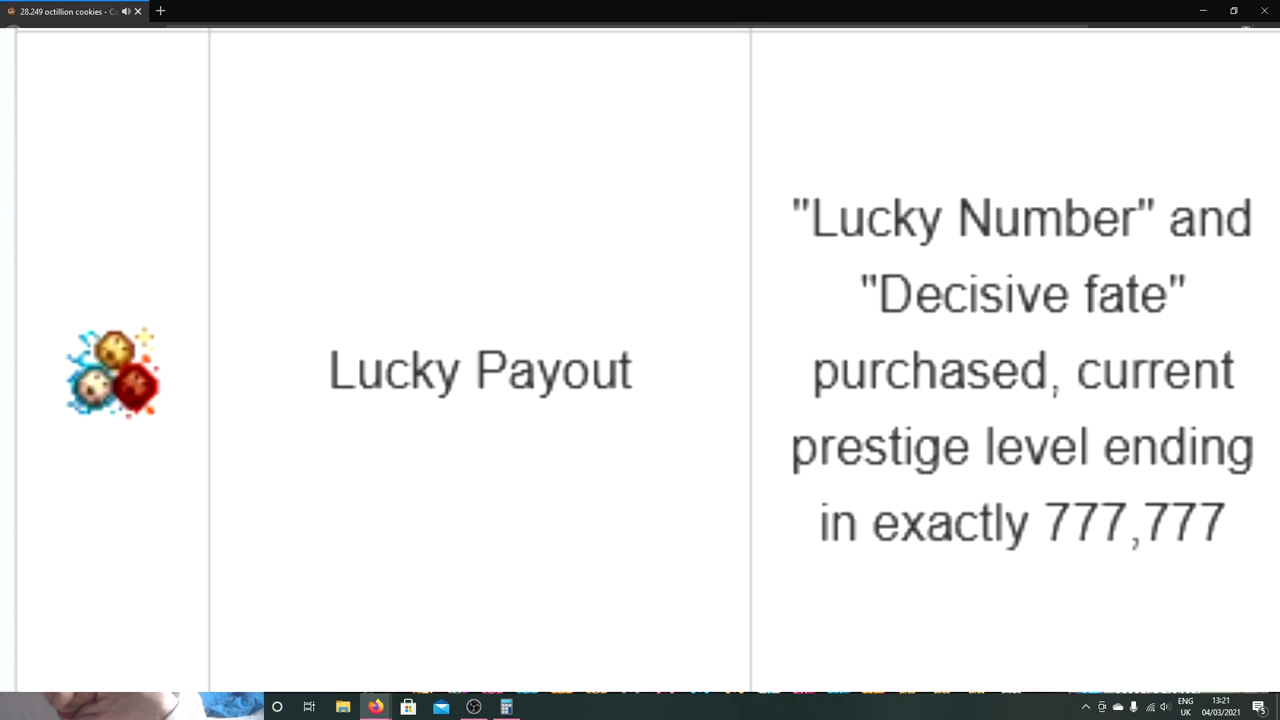 28.249 octillion cookies - C
Lucky Payout
"Lucky Number" and
"Decisive fate"
purchased, current
prestige level ending
in exactly 777,777
ENG
UK
13:21
04/03/2021
5